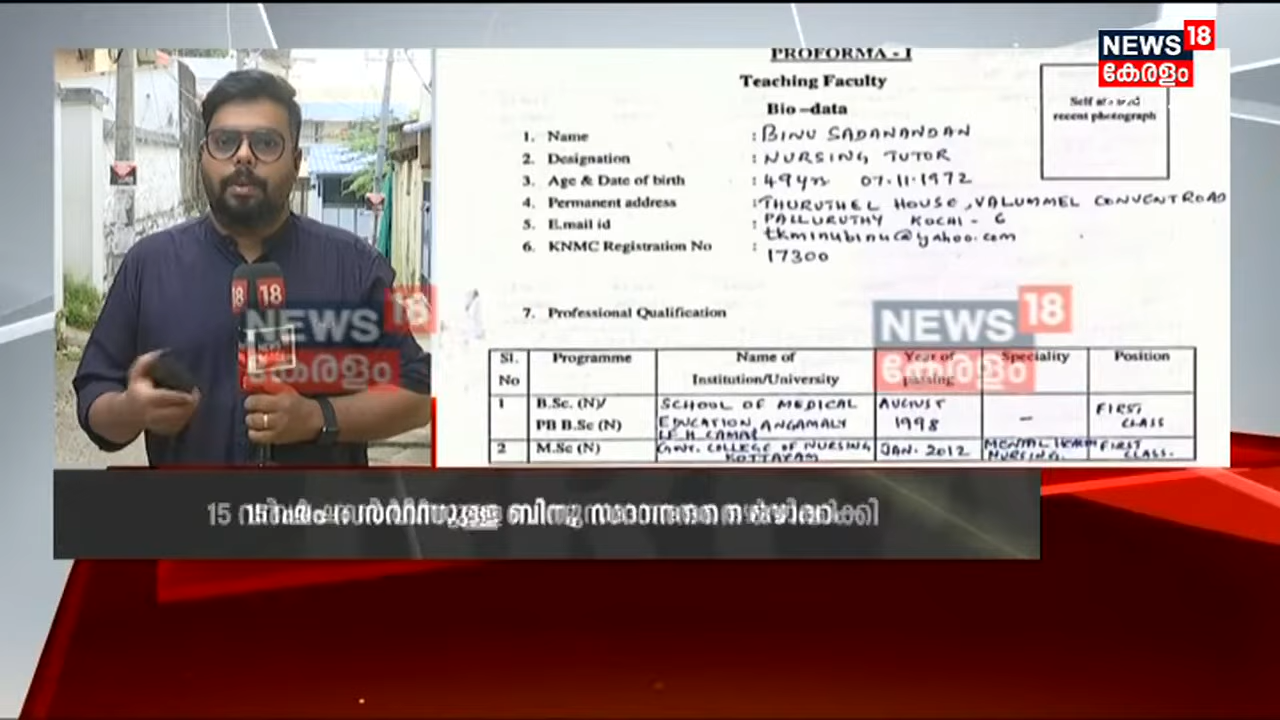 NEWS 18
കേരളം
PROFORMA - I
Teaching Faculty
Bio -data
recent photograph
1. Name : BINU SADANANDAN
2. Designation : NURSING TUTOR
3. Age & Date of birth : 49 yrs 07.11.1972
4. Permanent address : THURUTHEL HOUSE, VALUMMEL CONVENT ROAD
PALLURUTHY KOCHI - 6
5. E.mail id : tkminubinu@yahoo.com
6. KNMC Registration No : 17300
7. Professional Qualification
Sl. No Programme Name of Institution/University Year of passing Speciality Position
1 B.Sc. (N)/ PB B.Sc (N) SCHOOL OF MEDICAL EDUCATION, ANGAMALY AUGUST 1998 – FIRST CLASS
2 M.Sc (N) GOVT. COLLEGE OF NURSING KOTTAYAM JAN. 2012 MENTAL HEALTH NURSING. FIRST CLASS.
18 18
NEWS 18
കേരളം
NEWS 18
കേരളം
15